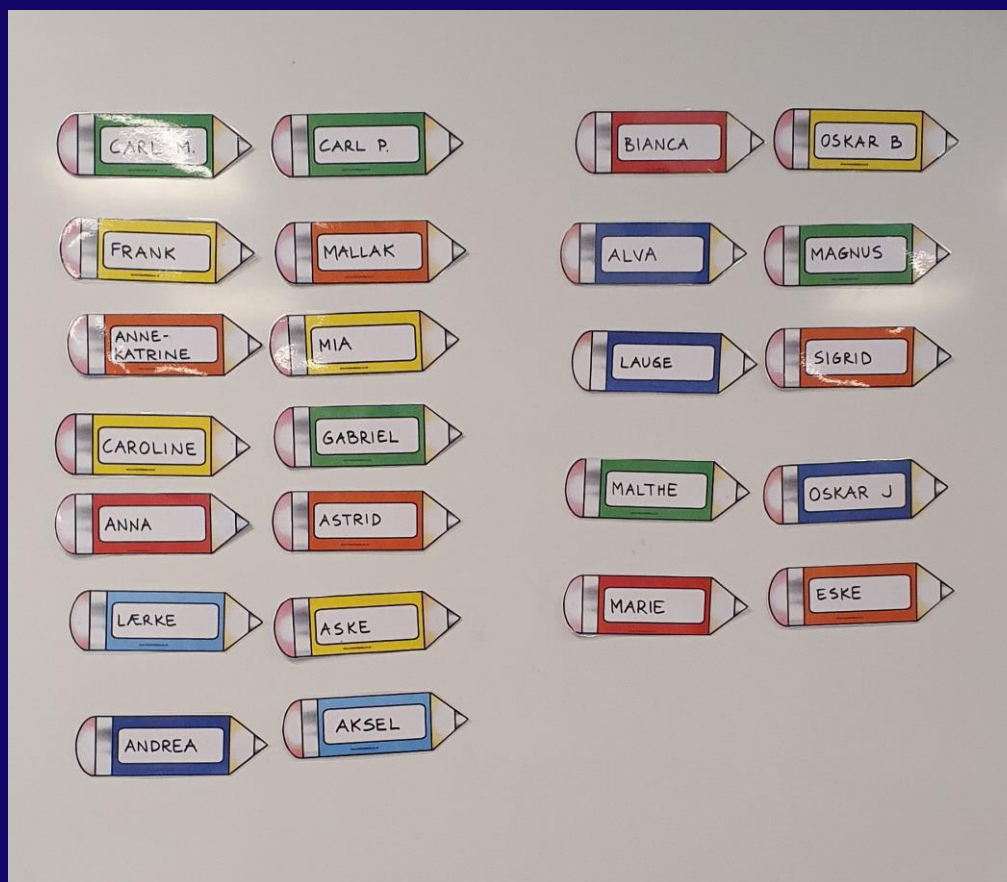 CARL M.
CARL P.
FRANK
MALLAK
ANNE-
KATRINE
MIA
CAROLINE
GABRIEL
ANNA
ASTRID
LÆRKE
ASKE
ANDREA
AKSEL
BIANCA
OSKAR B
ALVA
MAGNUS
LAUGE
SIGRID
MALTHE
OSKAR J
MARIE
ESKE